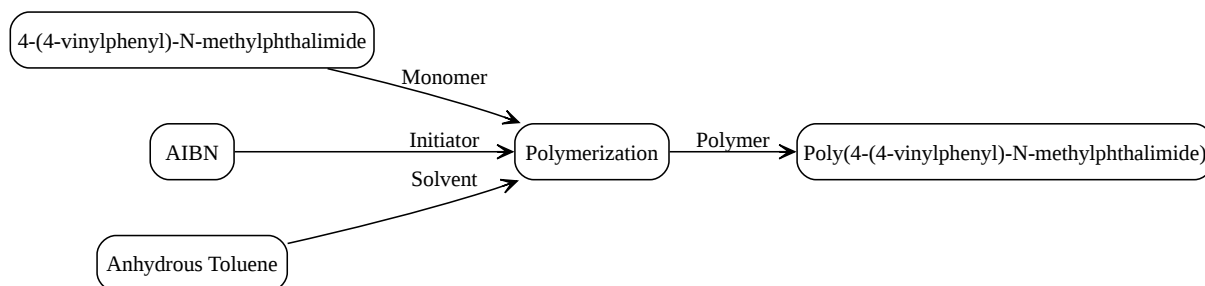 4-(4-vinylphenyl)-N-methylphthalimide
Monomer
AIBN
Initiator
Polymerization
Polymer
Poly(4-(4-vinylphenyl)-N-methylphthalimide)
Solvent
Anhydrous Toluene